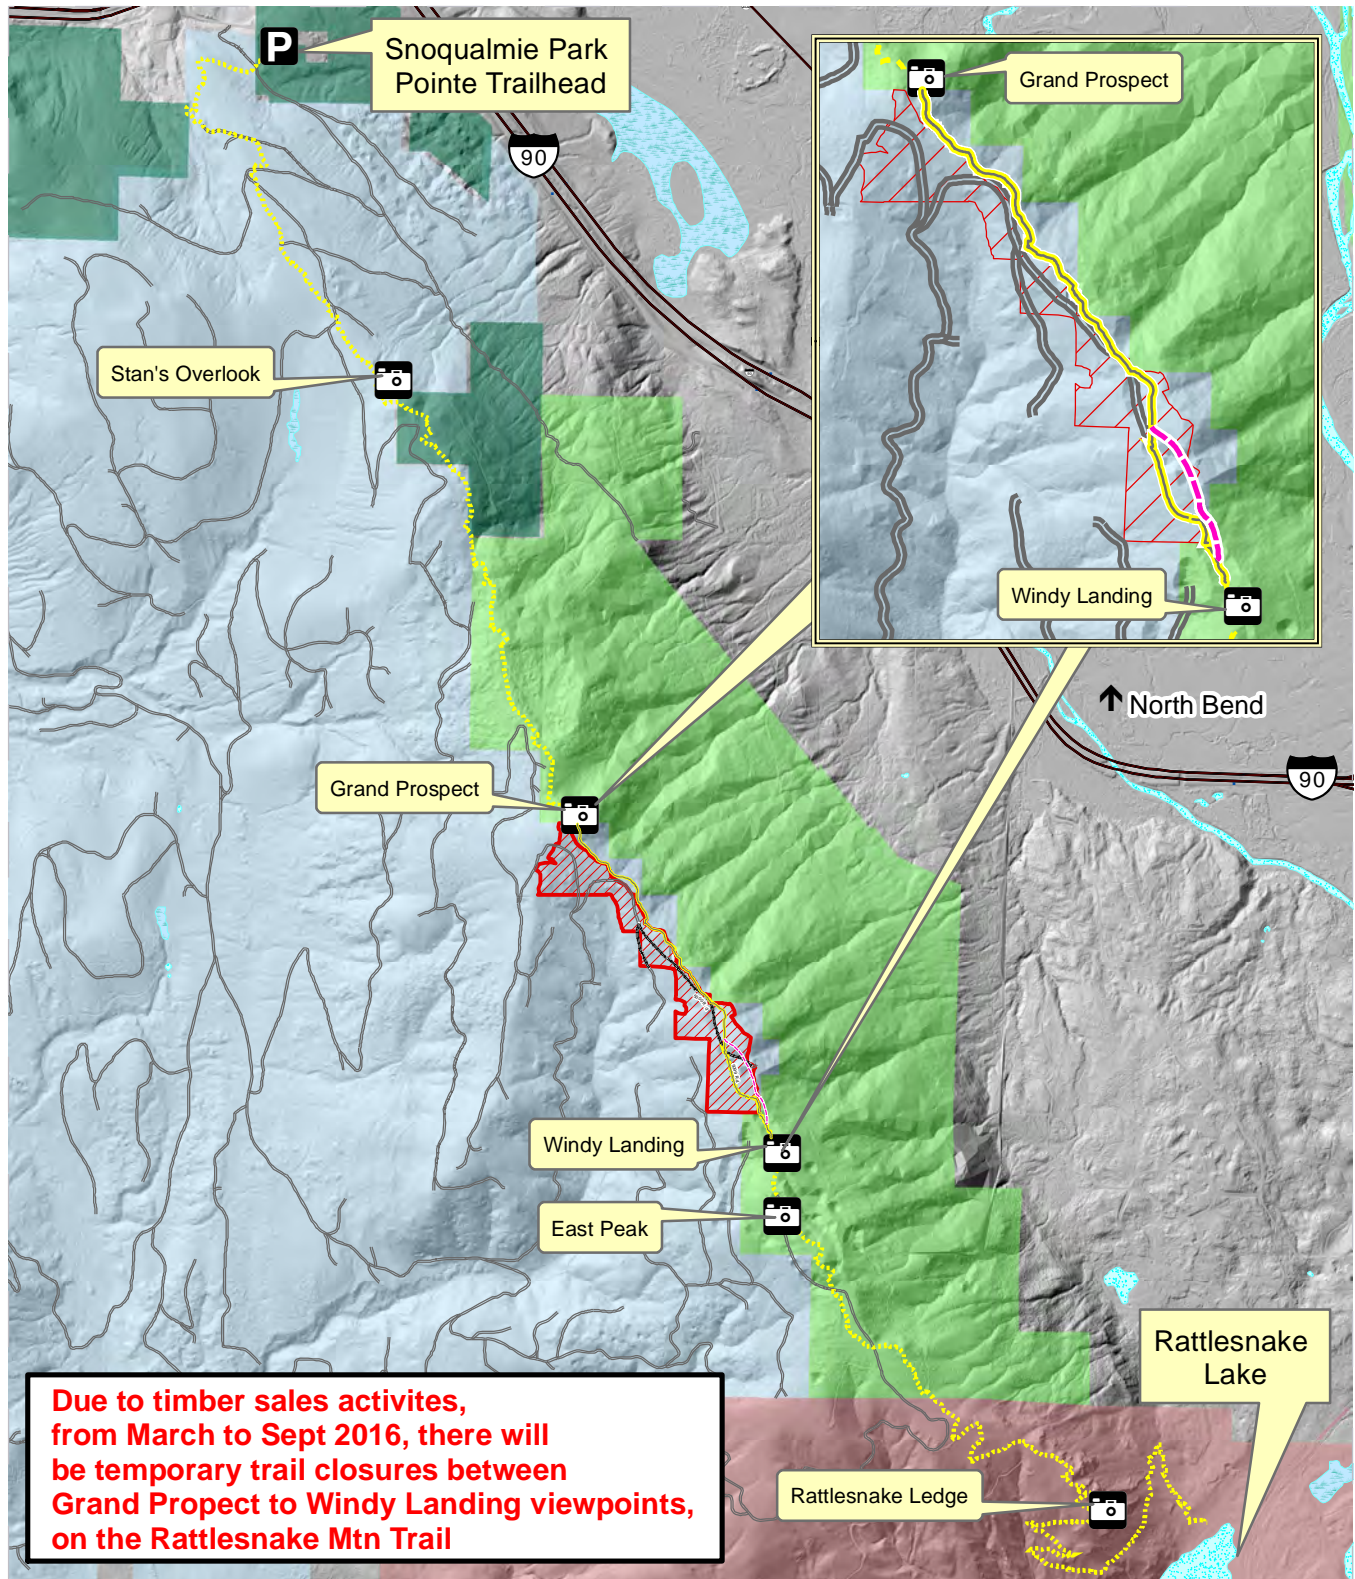 P
Snoqualmie Park
Pointe Trailhead
90
Grand Prospect
Windy Landing
Stan's Overlook
North Bend
90
Grand Prospect
Windy Landing
East Peak
Rattlesnake
Lake
Rattlesnake Ledge
Due to timber sales activites,
from March to Sept 2016, there will
be temporary trail closures between
Grand Propect to Windy Landing viewpoints,
on the Rattlesnake Mtn Trail